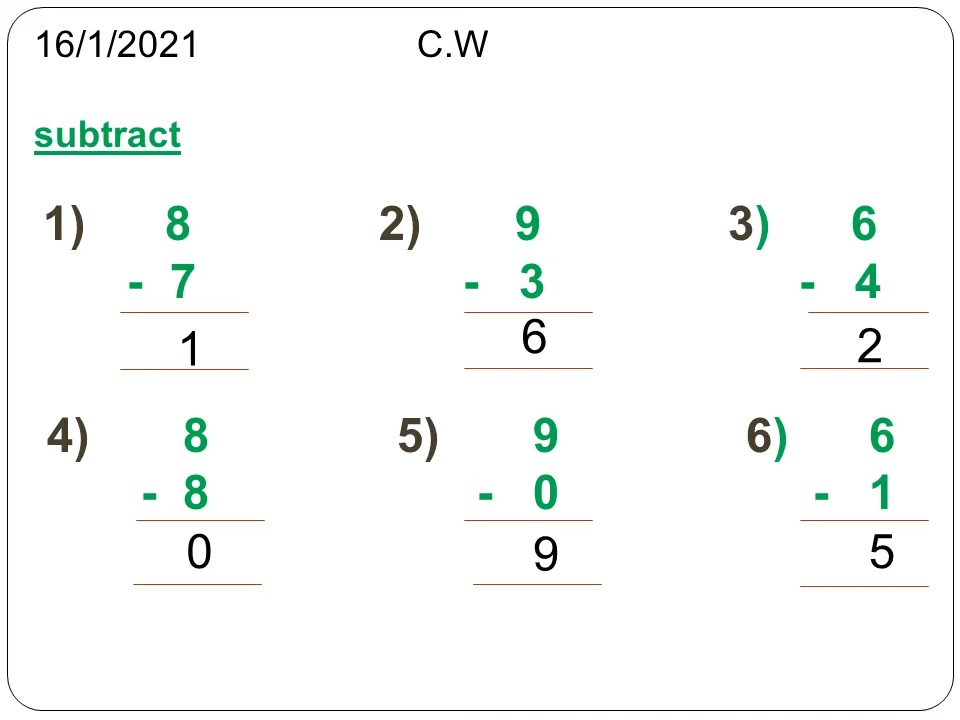 16/1/2021 C.W
subtract
1) 8 2) 9 3) 6
- 7 - 3 - 4
1 6 2
4) 8 5) 9 6) 6
- 8 - 0 - 1
0 9 5